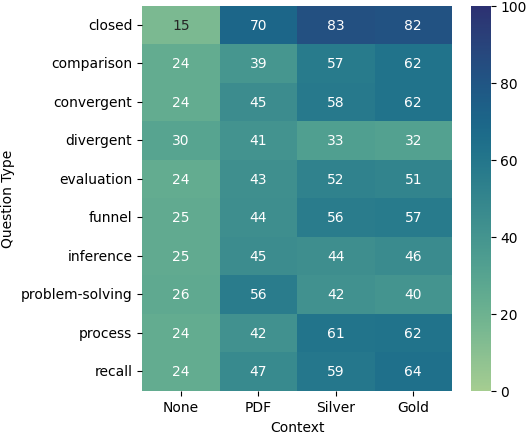 closed 15 70 83 82
comparison 24 39 57 62
convergent 24 45 58 62
divergent 30 41 33 32
evaluation 24 43 52 51
funnel 25 44 56 57
inference 25 45 44 46
problem-solving 26 56 42 40
process 24 42 61 62
recall 24 47 59 64
None PDF Silver Gold
Context
Question Type
100
80
60
40
20
0